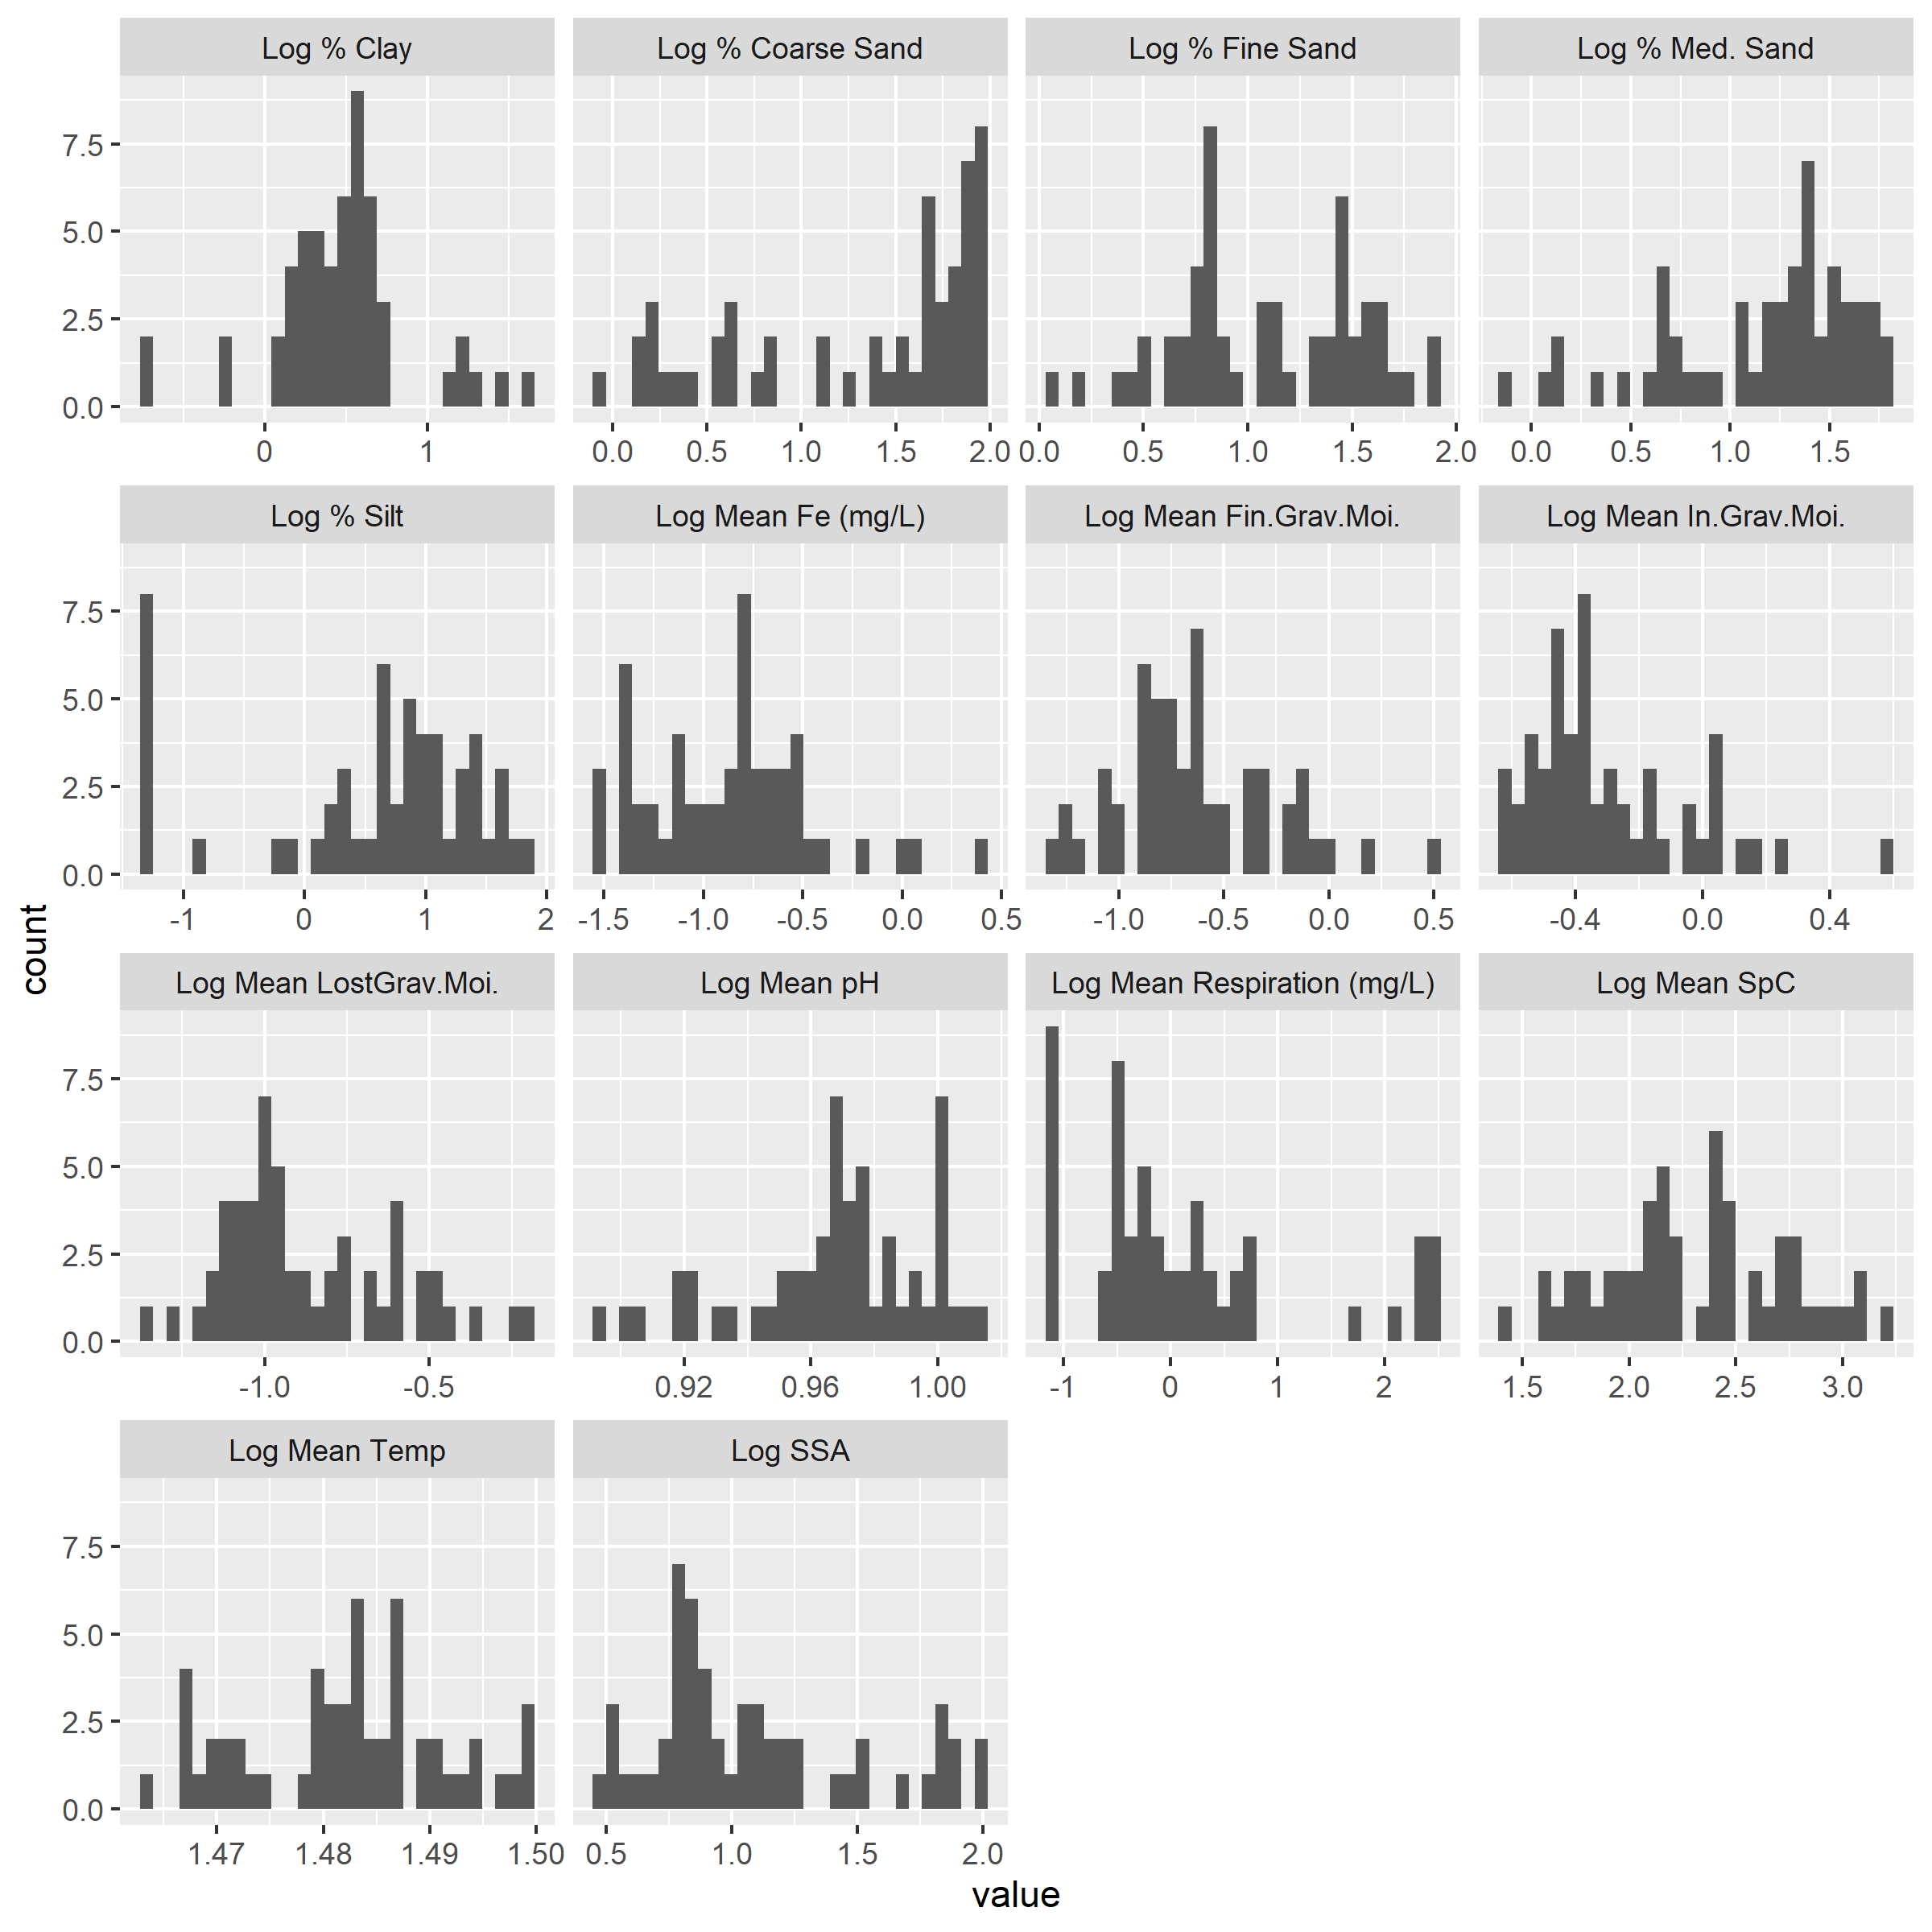 Log % Clay
Log % Coarse Sand
Log % Fine Sand
Log % Med. Sand
7.5
5.0
2.5
0.0
0 1
0.0 0.5 1.0 1.5 2.0
0.0 0.5 1.0 1.5 2.0
0.0 0.5 1.0 1.5
Log % Silt
Log Mean Fe (mg/L)
Log Mean Fin.Grav.Moi.
Log Mean In.Grav.Moi.
7.5
5.0
2.5
0.0
-1 0 1 2
-1.5 -1.0 -0.5 0.0 0.5
-1.0 -0.5 0.0 0.5
-0.4 0.0 0.4
count
Log Mean LostGrav.Moi.
Log Mean pH
Log Mean Respiration (mg/L)
Log Mean SpC
7.5
5.0
2.5
0.0
-1.0 -0.5
0.92 0.96 1.00
-1 0 1 2
1.5 2.0 2.5 3.0
Log Mean Temp
Log SSA
7.5
5.0
2.5
0.0
1.47 1.48 1.49 1.50
0.5 1.0 1.5 2.0
value